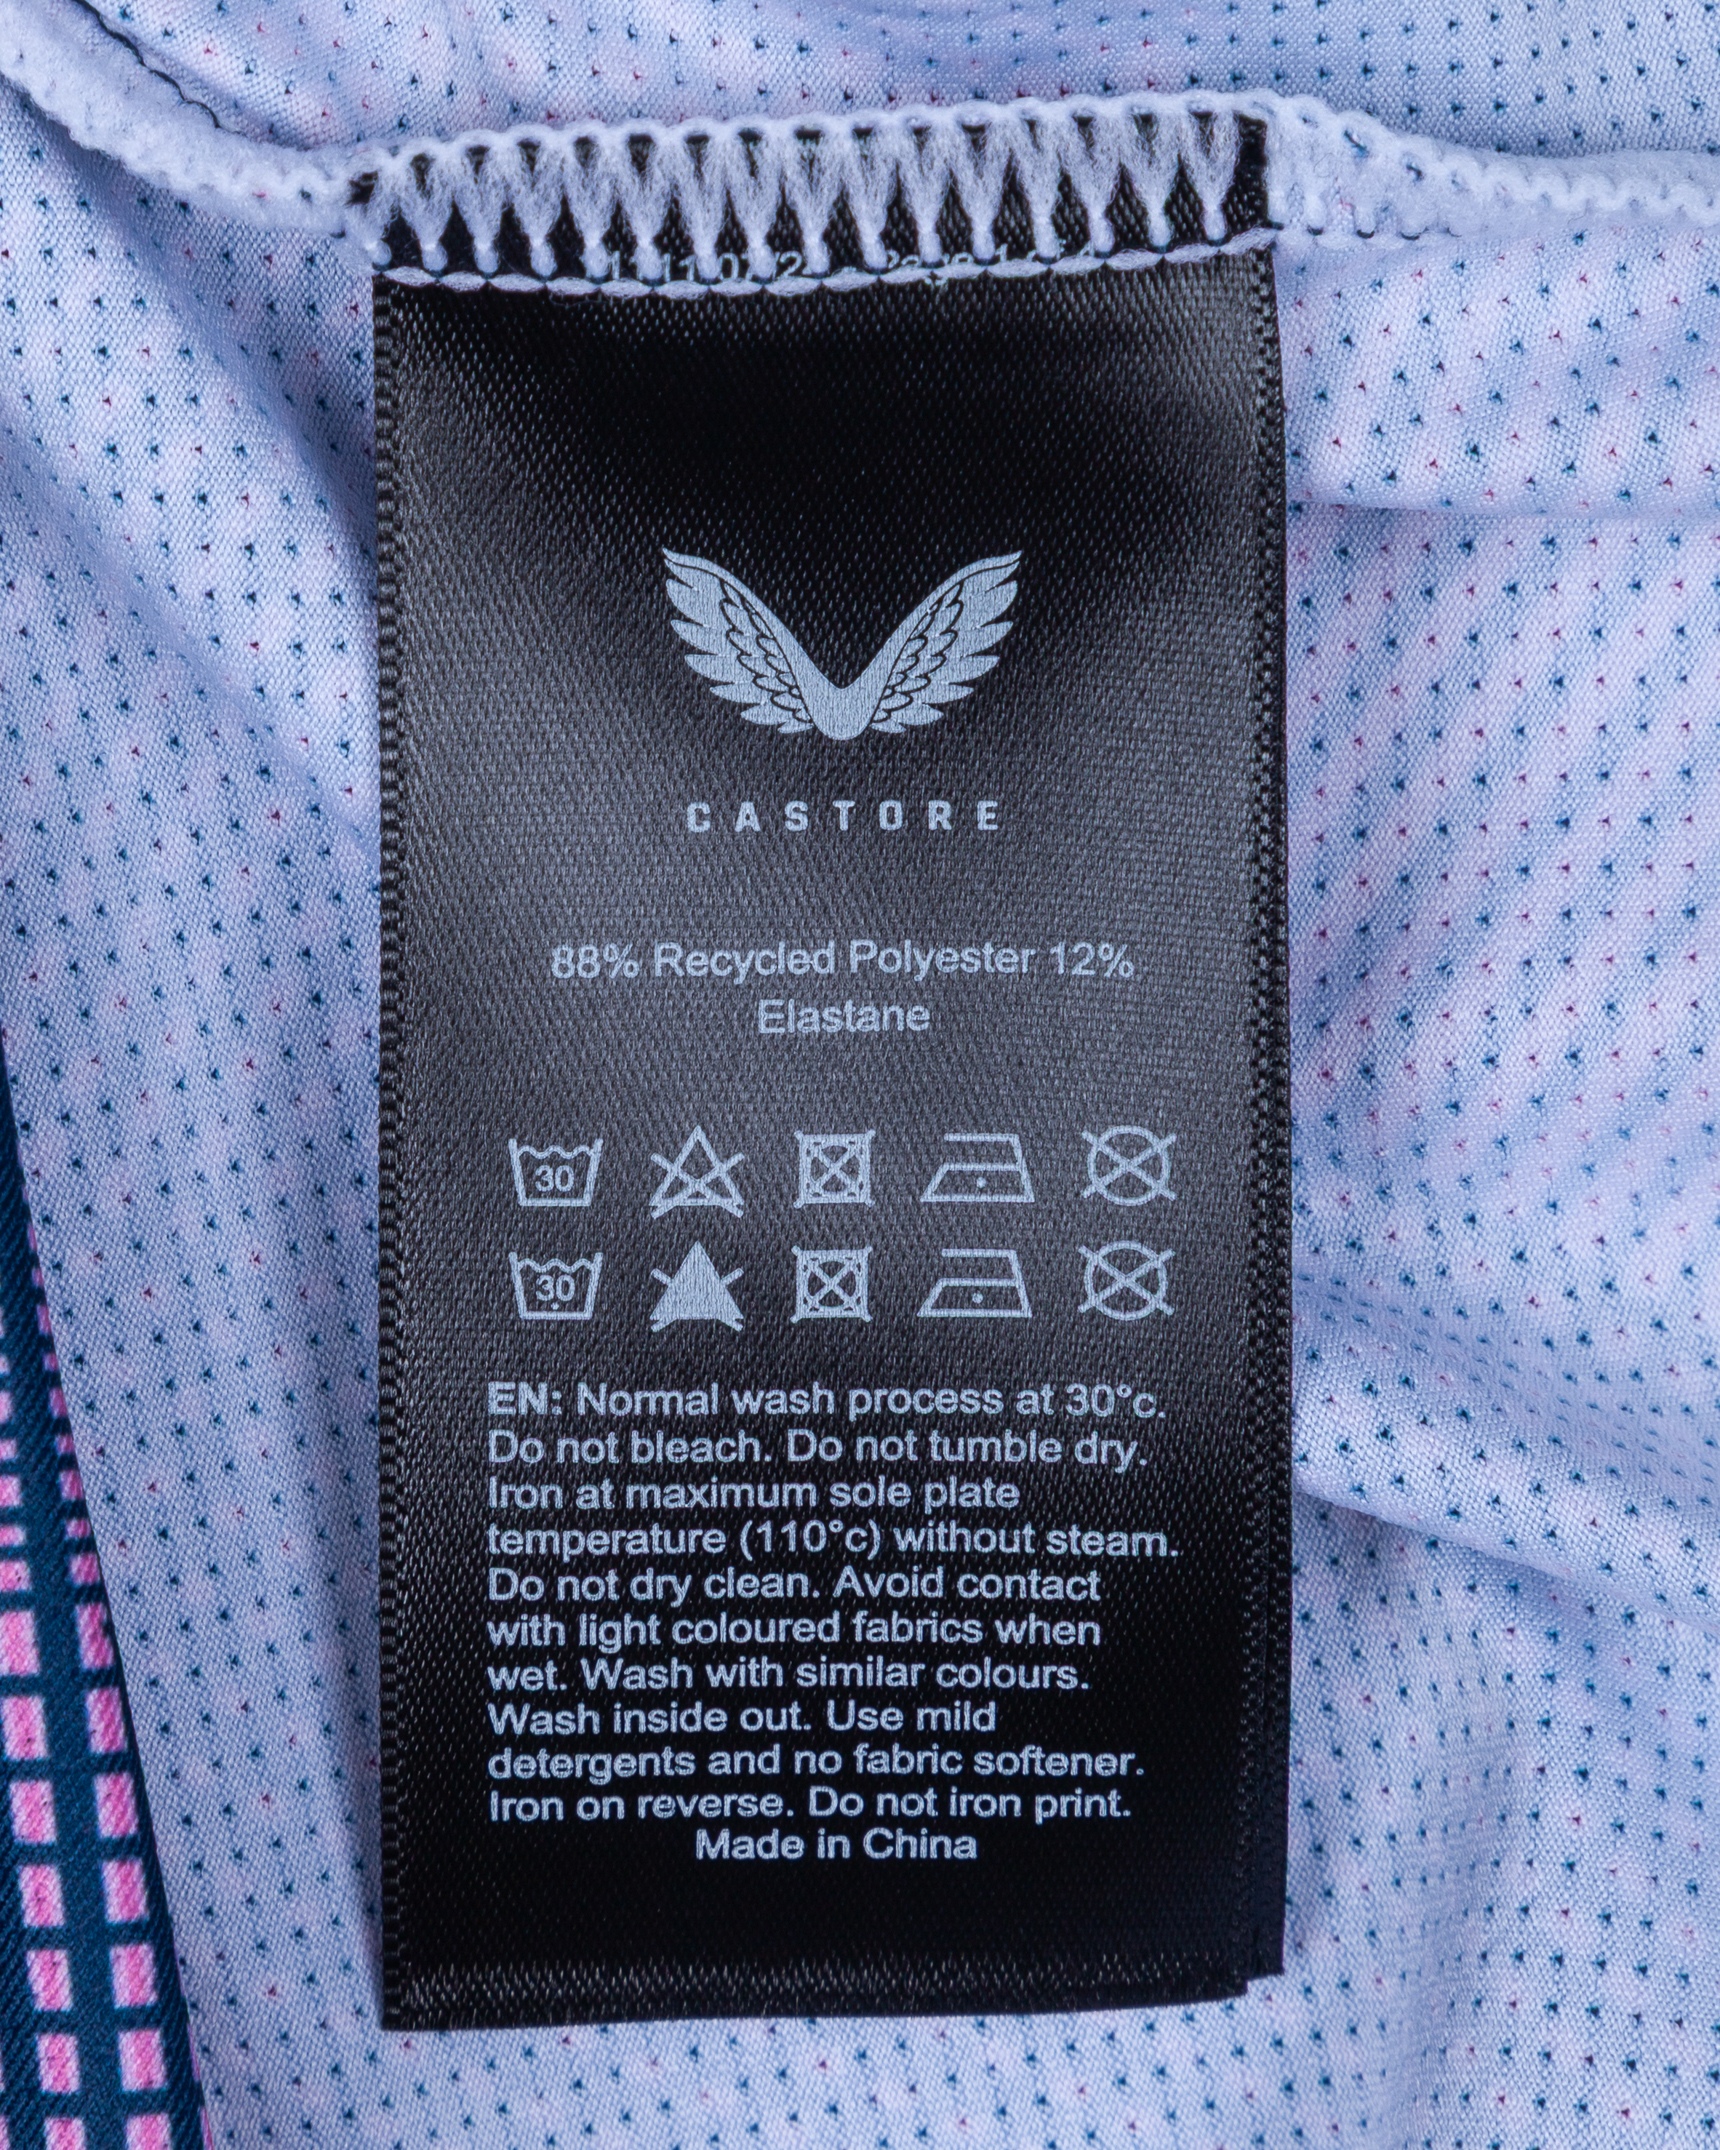 CASTORE
88% Recycled Polyester 12%
Elastane
30
30
EN: Normal wash process at 30°c.
Do not bleach. Do not tumble dry.
Iron at maximum sole plate
temperature (110°c) without steam.
Do not dry clean. Avoid contact
with light coloured fabrics when
wet. Wash with similar colours.
Wash inside out. Use mild
detergents and no fabric softener.
Iron on reverse. Do not iron print.
Made in China